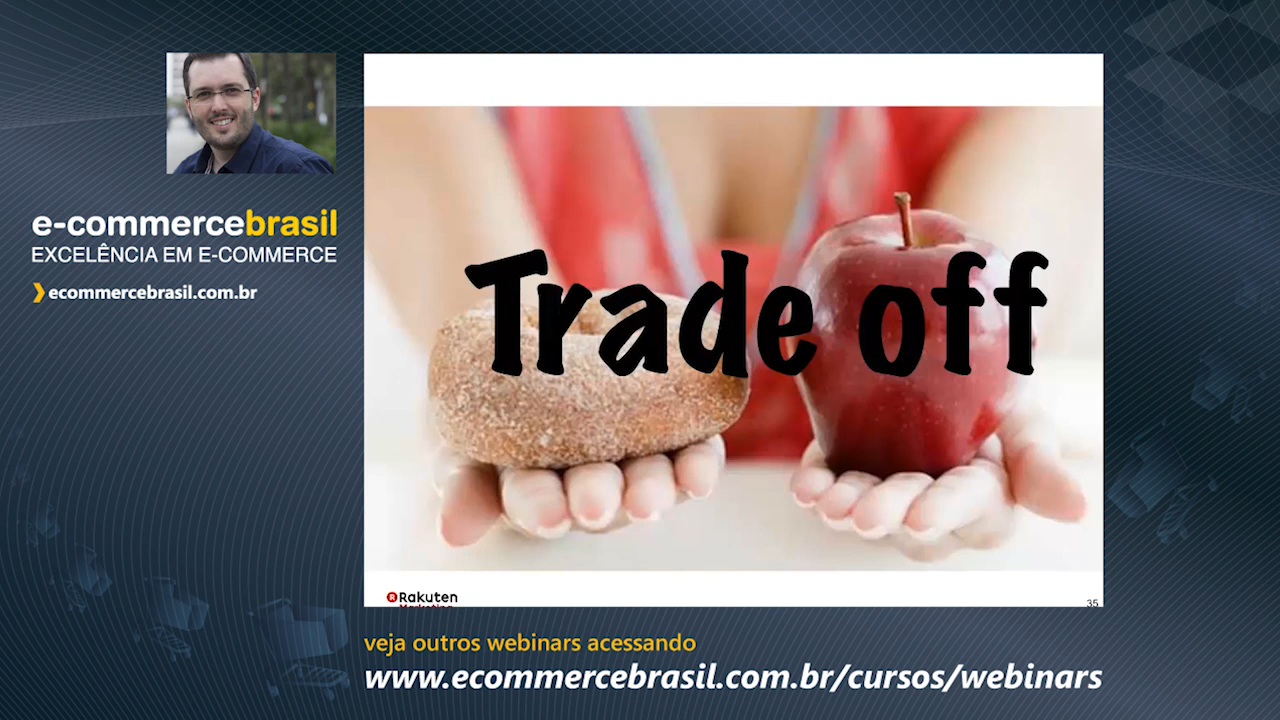 e-commercebrasil
EXCELÊNCIA EM E-COMMERCE
ecommercebrasil.com.br
Trade off
R Rakuten
Marketing
35
veja outros webinars acessando
www.ecommercebrasil.com.br/cursos/webinars